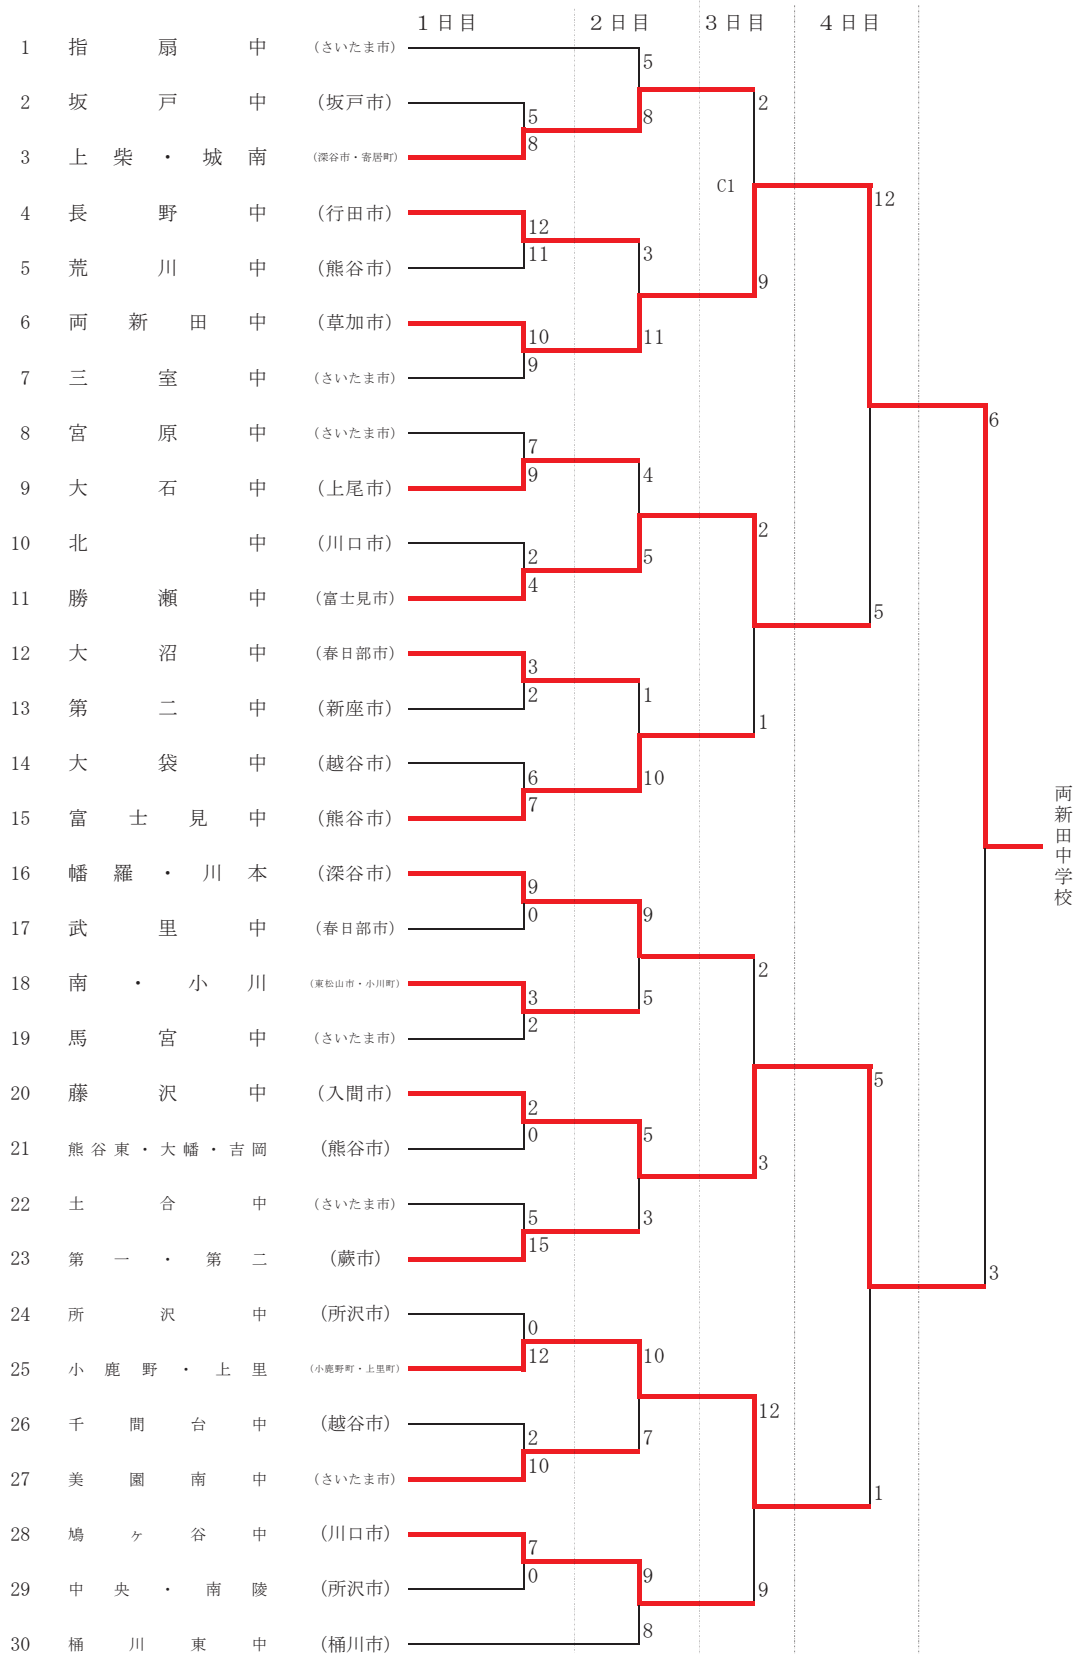 １日目 ２日目 ３日目 ４日目
1 指扇中 (さいたま市)
5
2 坂戸中 (坂戸市)
2
5
8
8
3 上柴・城南 (深谷市・寄居町)
C1
12
4 長野中 (行田市)
12
11
3
5 荒川中 (熊谷市)
9
6 両新田中 (草加市)
10
11
9
7 三室中 (さいたま市)
6
8 宮原中 (さいたま市)
7
9
4
9 大石中 (上尾市)
2
10 北中 (川口市)
2
5
4
11 勝瀬中 (富士見市)
5
12 大沼中 (春日部市)
3
2
1
13 第二中 (新座市)
1
14 大袋中 (越谷市)
6
10
7
15 富士見中 (熊谷市)
両新田中学校
16 幡羅・川本 (深谷市)
9
0
9
17 武里中 (春日部市)
2
18 南・小川 (東松山市・小川町)
3
5
2
19 馬宮中 (さいたま市)
5
20 藤沢中 (入間市)
2
0
5
21 熊谷東・大幡・吉岡 (熊谷市)
3
22 土合中 (さいたま市)
5
3
15
23 第一・第二 (蕨市)
3
24 所沢中 (所沢市)
0
12
10
25 小鹿野・上里 (小鹿野町・上里町)
12
26 千間台中 (越谷市)
2
7
10
27 美園南中 (さいたま市)
1
28 鳩ヶ谷中 (川口市)
7
0
9
29 中央・南陵 (所沢市)
9
8
30 桶川東中 (桶川市)